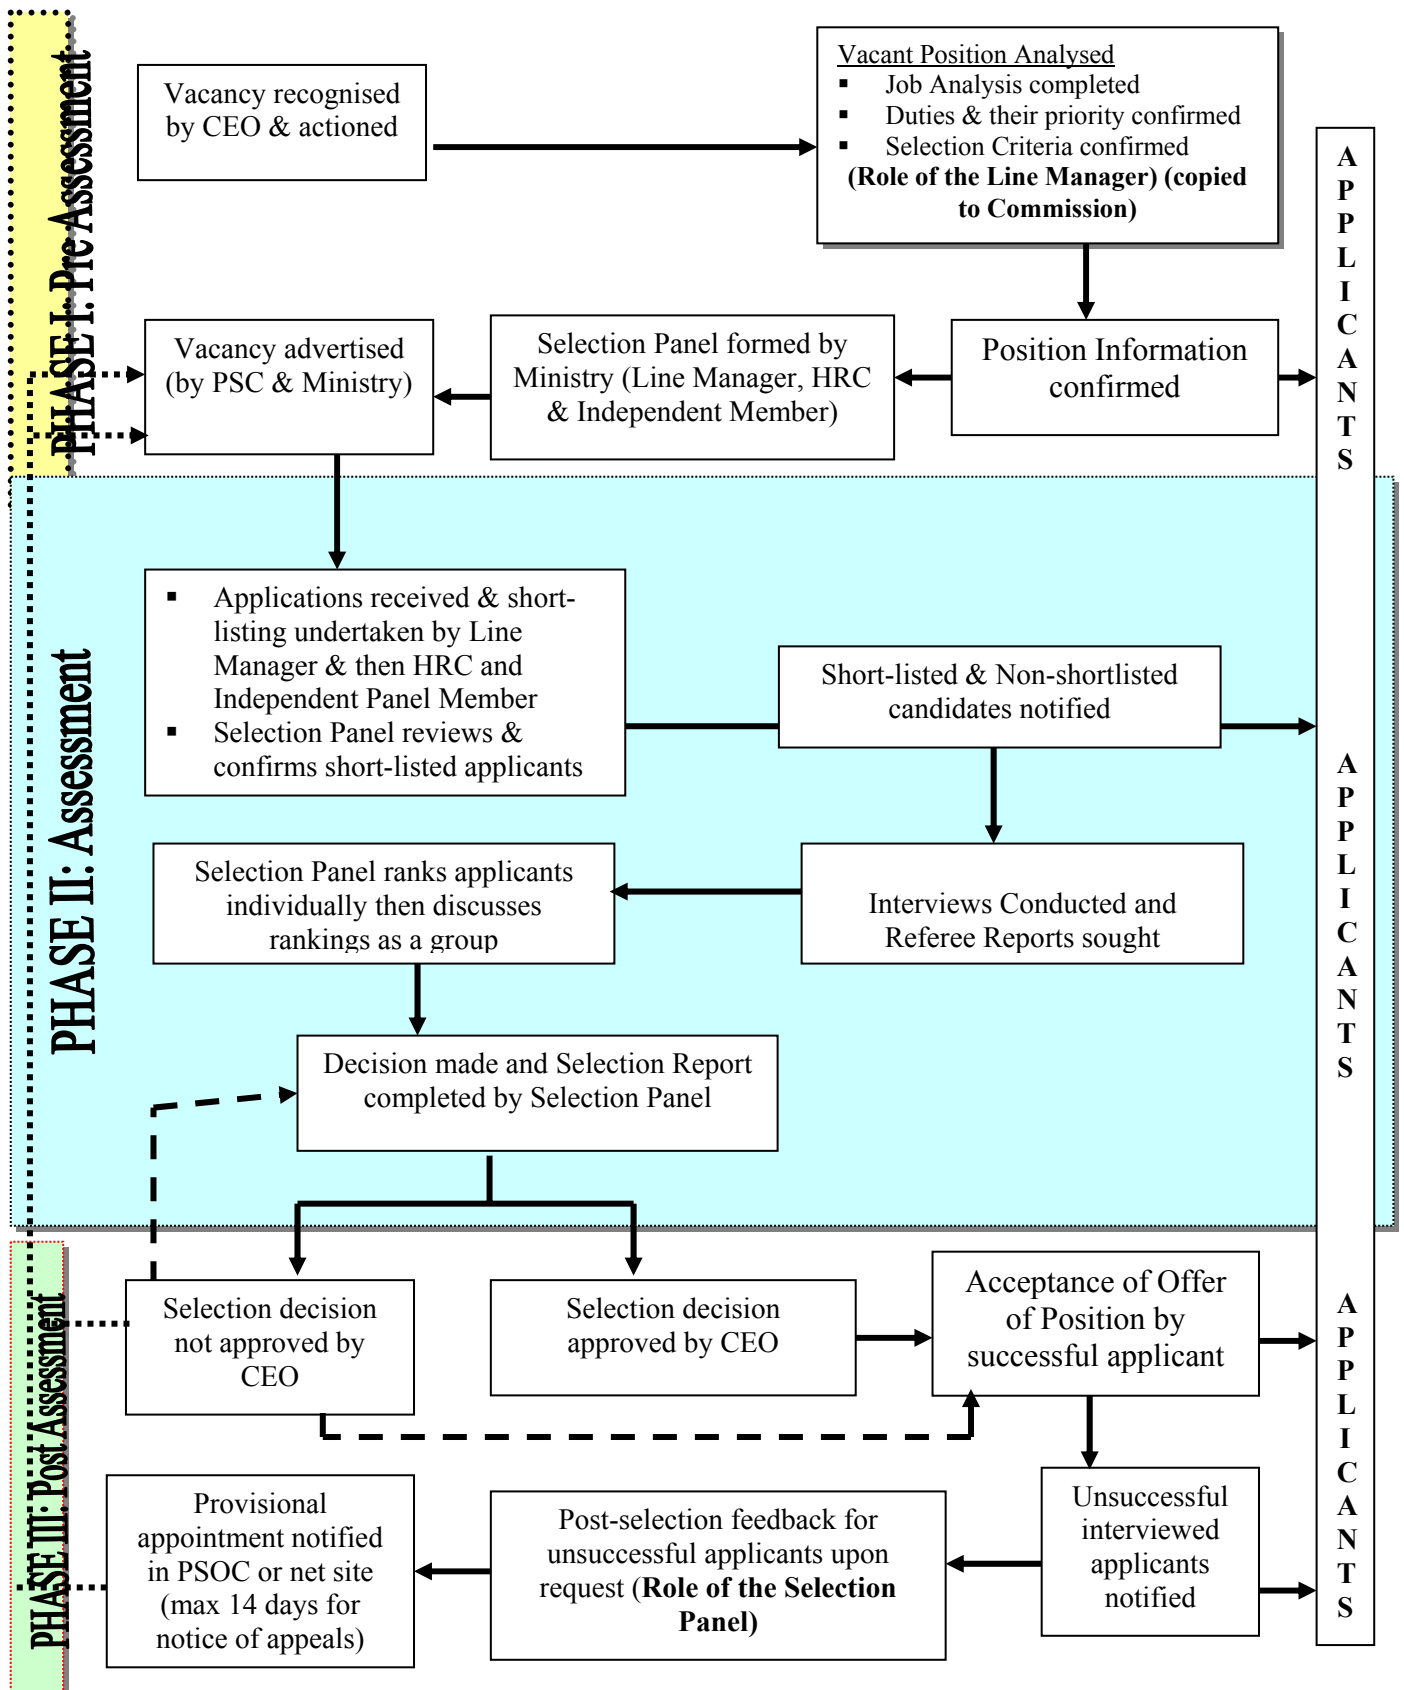 PHASE I: Pre Assessment
Vacancy recognised
by CEO & actioned
Vacant Position Analysed
▪ Job Analysis completed
▪ Duties & their priority confirmed
▪ Selection Criteria confirmed
(Role of the Line Manager) (copied
to Commission)
APPLICANTS
Vacancy advertised
(by PSC & Ministry)
Selection Panel formed by
Ministry (Line Manager, HRC
& Independent Member)
Position Information
confirmed
PHASE II: Assessment
▪ Applications received & short-
listing undertaken by Line
Manager & then HRC and
Independent Panel Member
▪ Selection Panel reviews &
confirms short-listed applicants
Short-listed & Non-shortlisted
candidates notified
APPLICANTS
Selection Panel ranks applicants
individually then discusses
rankings as a group
Interviews Conducted and
Referee Reports sought
Decision made and Selection Report
completed by Selection Panel
PHASE III: Post Assessment
Selection decision
not approved by
CEO
Selection decision
approved by CEO
Acceptance of Offer
of Position by
successful applicant
APPLICANTS
Provisional
appointment notified
in PSOC or net site
(max 14 days for
notice of appeals)
Post-selection feedback for
unsuccessful applicants upon
request (Role of the Selection
Panel)
Unsuccessful
interviewed
applicants
notified